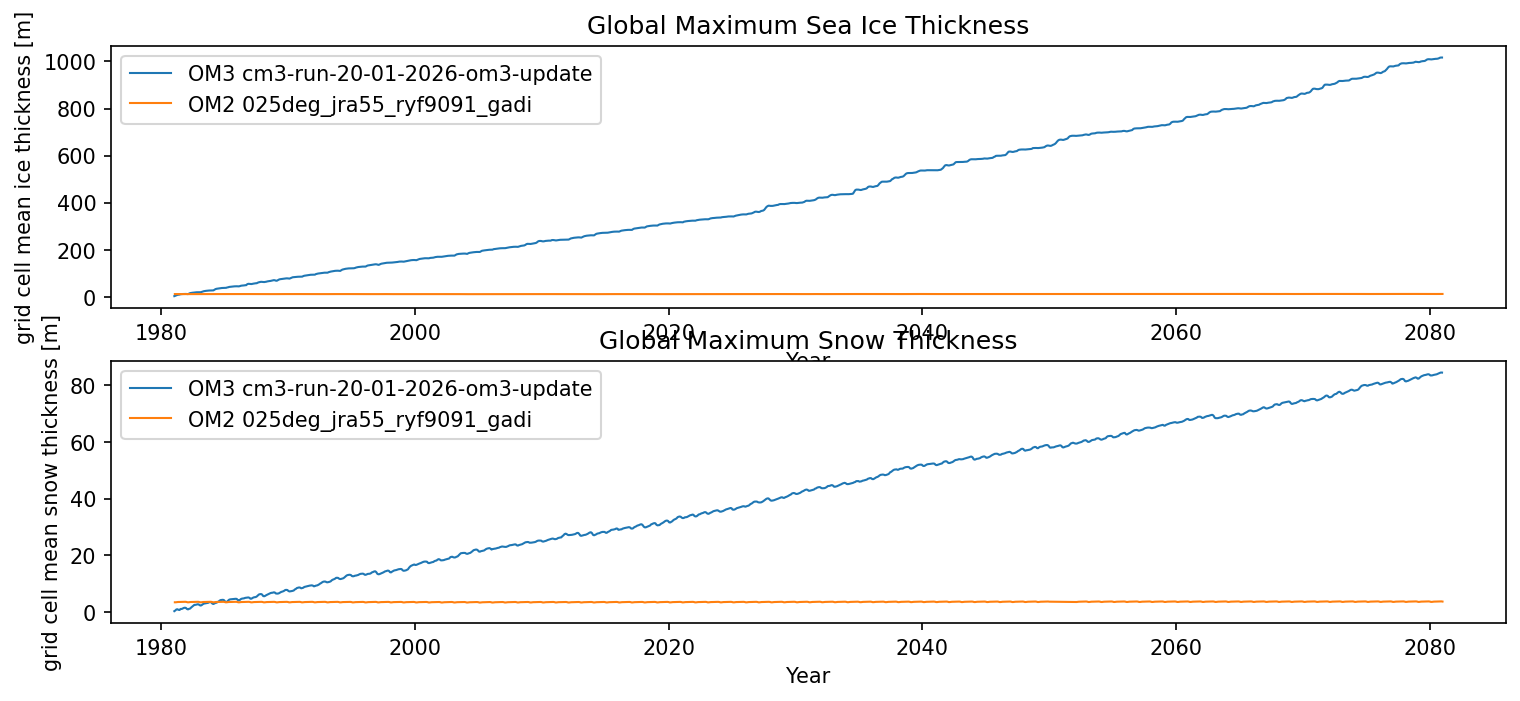 Global Maximum Sea Ice Thickness
grid cell mean ice thickness [m]
1000
800
600
400
200
0
OM3 cm3-run-20-01-2026-om3-update
OM2 025deg_jra55_ryf9091_gadi
1980 2000 2020 2040 2060 2080
Year
Global Maximum Snow Thickness
grid cell mean snow thickness [m]
80
60
40
20
0
OM3 cm3-run-20-01-2026-om3-update
OM2 025deg_jra55_ryf9091_gadi
1980 2000 2020 2040 2060 2080
Year